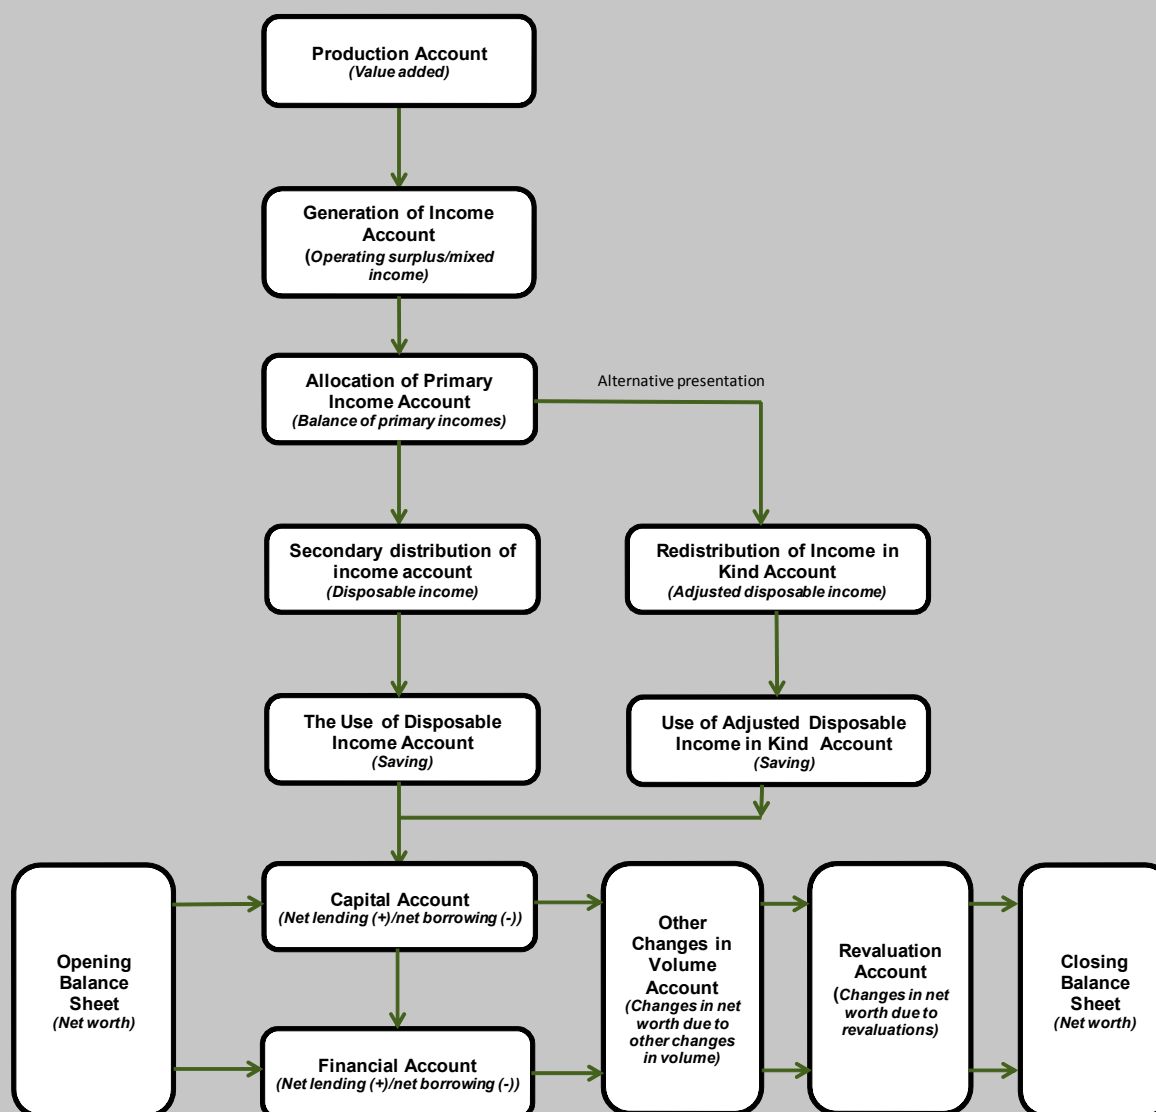 Production Account
(Value added)
Generation of Income
Account
(Operating surplus/mixed
income)
Allocation of Primary
Income Account
(Balance of primary incomes)
Alternative presentation
Secondary distribution of
income account
(Disposable income)
Redistribution of Income in
Kind Account
(Adjusted disposable income)
The Use of Disposable
Income Account
(Saving)
Use of Adjusted Disposable
Income in Kind Account
(Saving)
Opening
Balance
Sheet
(Net worth)
Capital Account
(Net lending (+)/net borrowing (-))
Financial Account
(Net lending (+)/net borrowing (-))
Other
Changes in
Volume
Account
(Changes in net
worth due to
other changes
in volume)
Revaluation
Account
(Changes in net
worth due to
revaluations)
Closing
Balance
Sheet
(Net worth)